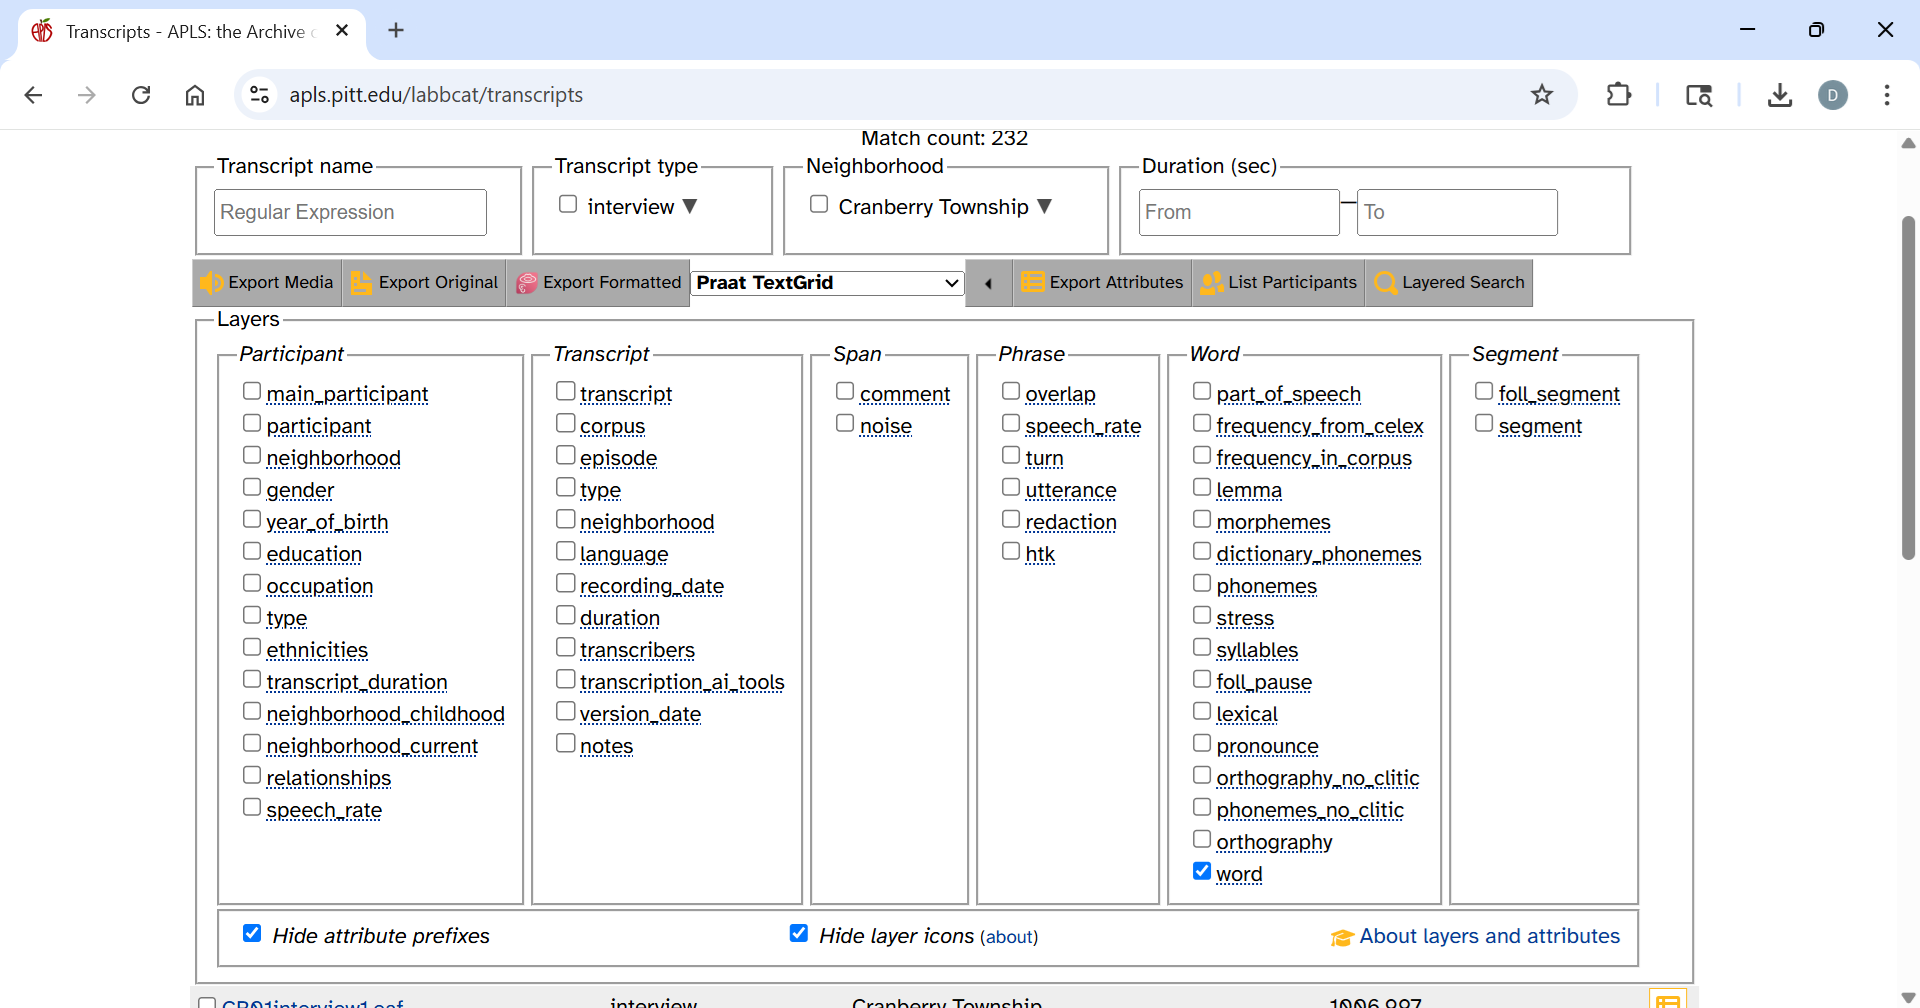 Transcripts - APLS: the Archive
apls.pitt.edu/labbcat/transcripts
D
Match count: 232
Transcript name
Transcript type
Neighborhood
Duration (sec)
Regular Expression
interview ▼
Cranberry Township ▼
From
–
To
Export Media
Export Original
Export Formatted
Praat TextGrid
Export Attributes
List Participants
Layered Search
Layers
Participant
main_participant
participant
neighborhood
gender
year_of_birth
education
occupation
type
ethnicities
transcript_duration
neighborhood_childhood
neighborhood_current
relationships
speech_rate
Transcript
transcript
corpus
episode
type
neighborhood
language
recording_date
duration
transcribers
transcription_ai_tools
version_date
notes
Span
comment
noise
Phrase
overlap
speech_rate
turn
utterance
redaction
htk
Word
part_of_speech
frequency_from_celex
frequency_in_corpus
lemma
morphemes
dictionary_phonemes
phonemes
stress
syllables
foll_pause
lexical
pronounce
orthography_no_clitic
phonemes_no_clitic
orthography
word
Segment
foll_segment
segment
Hide attribute prefixes
Hide layer icons (about)
About layers and attributes
CB01interview1.eaf
interview
Cranberry Township
1006.997